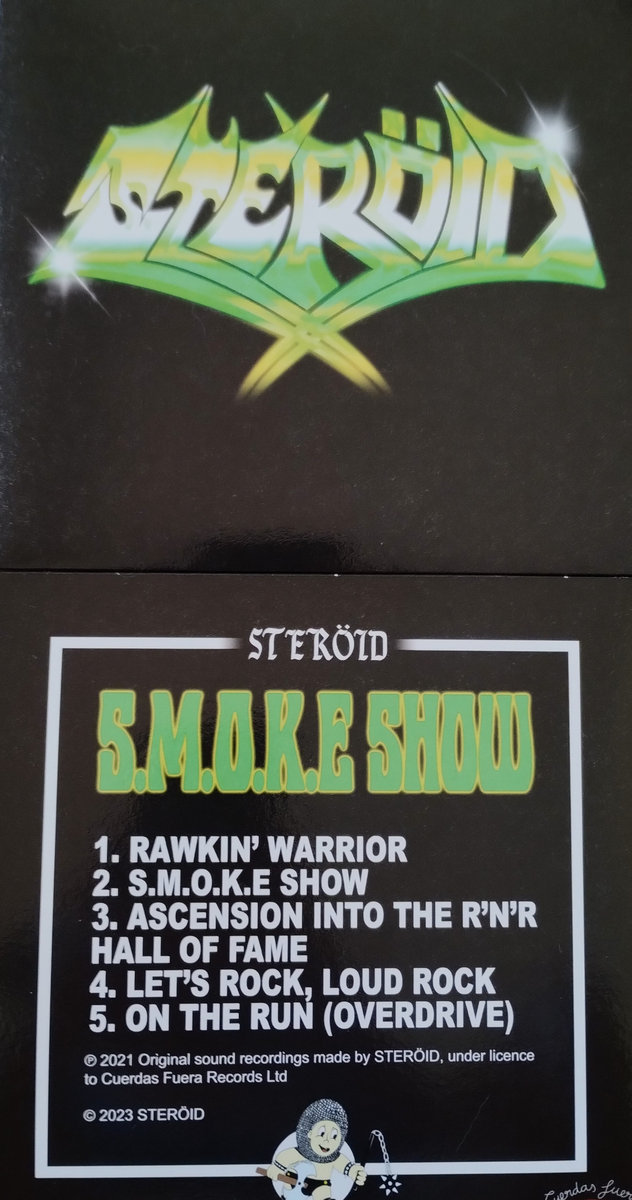 STERÖID
STERÖID
S.M.O.K.E SHOW
1. RAWKIN' WARRIOR
2. S.M.O.K.E SHOW
3. ASCENSION INTO THE R'N'R
HALL OF FAME
4. LET'S ROCK, LOUD ROCK
5. ON THE RUN (OVERDRIVE)
℗ 2021 Original sound recordings made by STERÖID, under licence
to Cuerdas Fuera Records Ltd
© 2023 STERÖID
Cuerdas Fuera